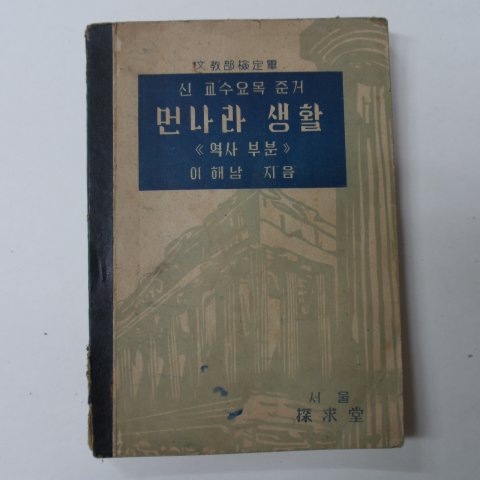 文教部檢定畢
신 교수요목 준거
먼나라 생활
《역사 부분》
이해남 지음
서울
探求堂